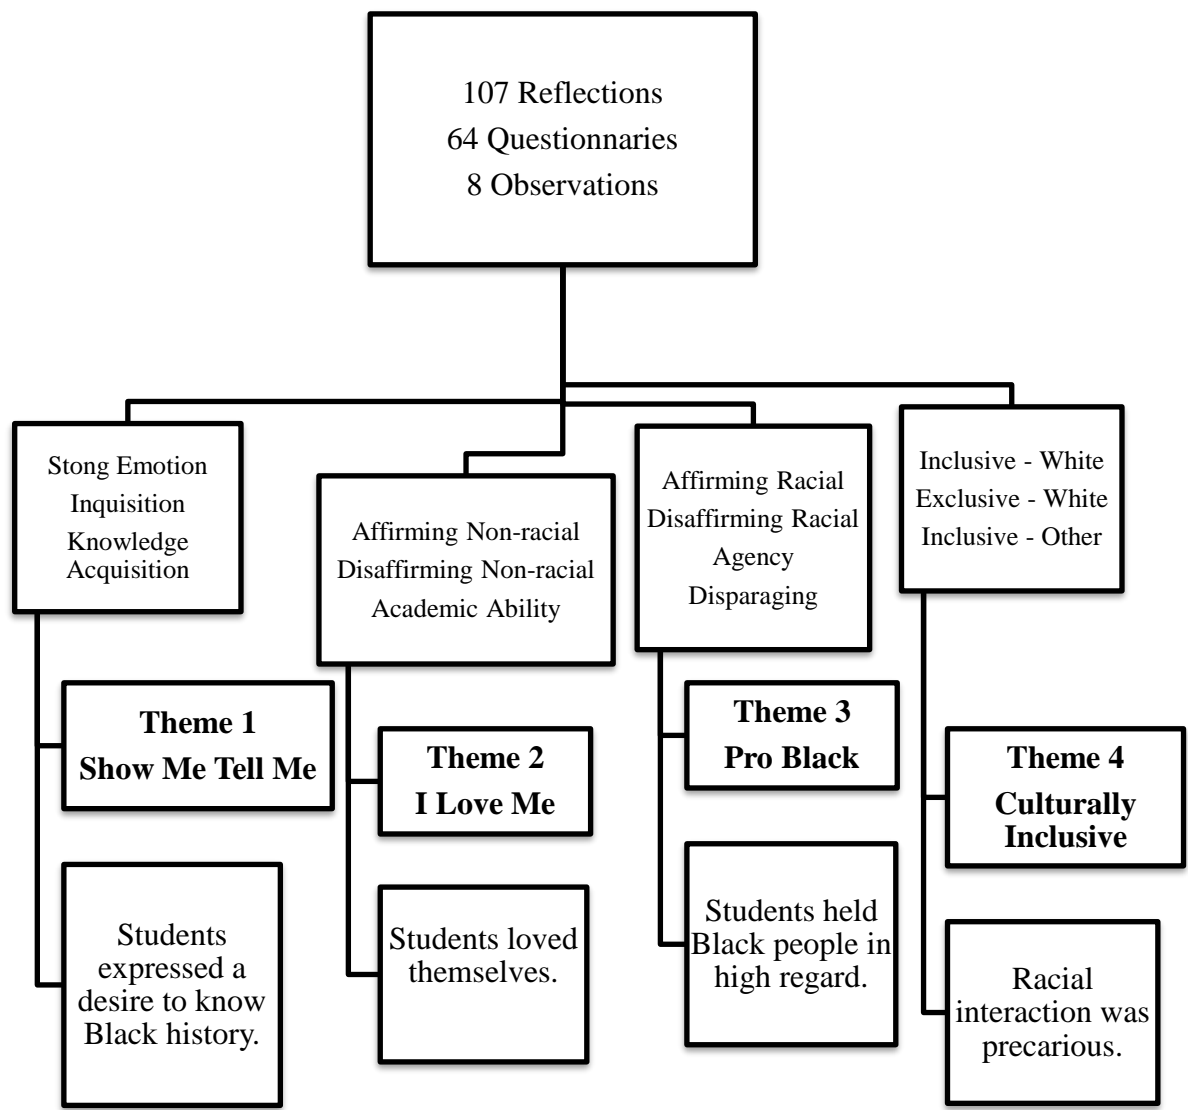 107 Reflections
64 Questionnaries
8 Observations
Stong Emotion
Inquisition
Knowledge
Acquisition
Theme 1
Show Me Tell Me
Students
expressed a
desire to know
Black history.
Affirming Non-racial
Disaffirming Non-racial
Academic Ability
Theme 2
I Love Me
Students loved
themselves.
Affirming Racial
Disaffirming Racial
Agency
Disparaging
Theme 3
Pro Black
Students held
Black people in
high regard.
Inclusive - White
Exclusive - White
Inclusive - Other
Theme 4
Culturally
Inclusive
Racial
interaction was
precarious.